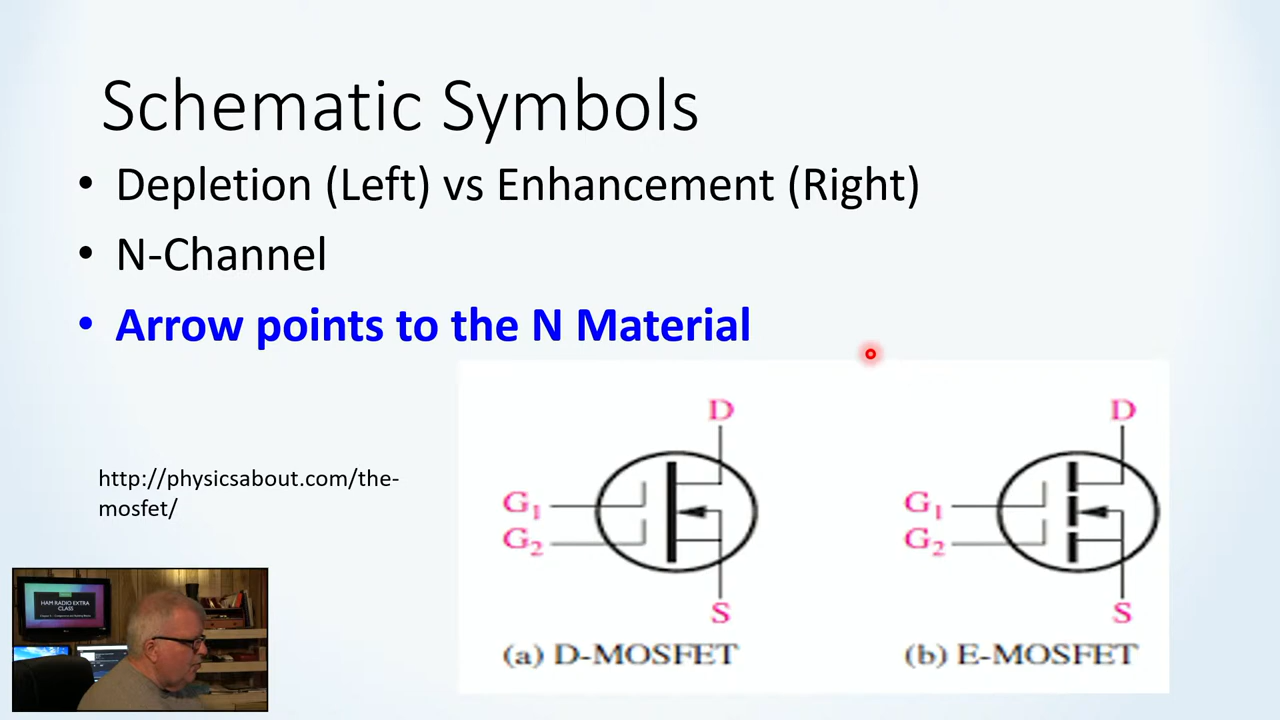 Schematic Symbols
• Depletion (Left) vs Enhancement (Right)
• N-Channel
• Arrow points to the N Material
http://physicsabout.com/the-
mosfet/
D
G₁
G₂
S
(a) D-MOSFET
D
G₁
G₂
S
(b) E-MOSFET
HAM RADIO EXTRA
CLASS